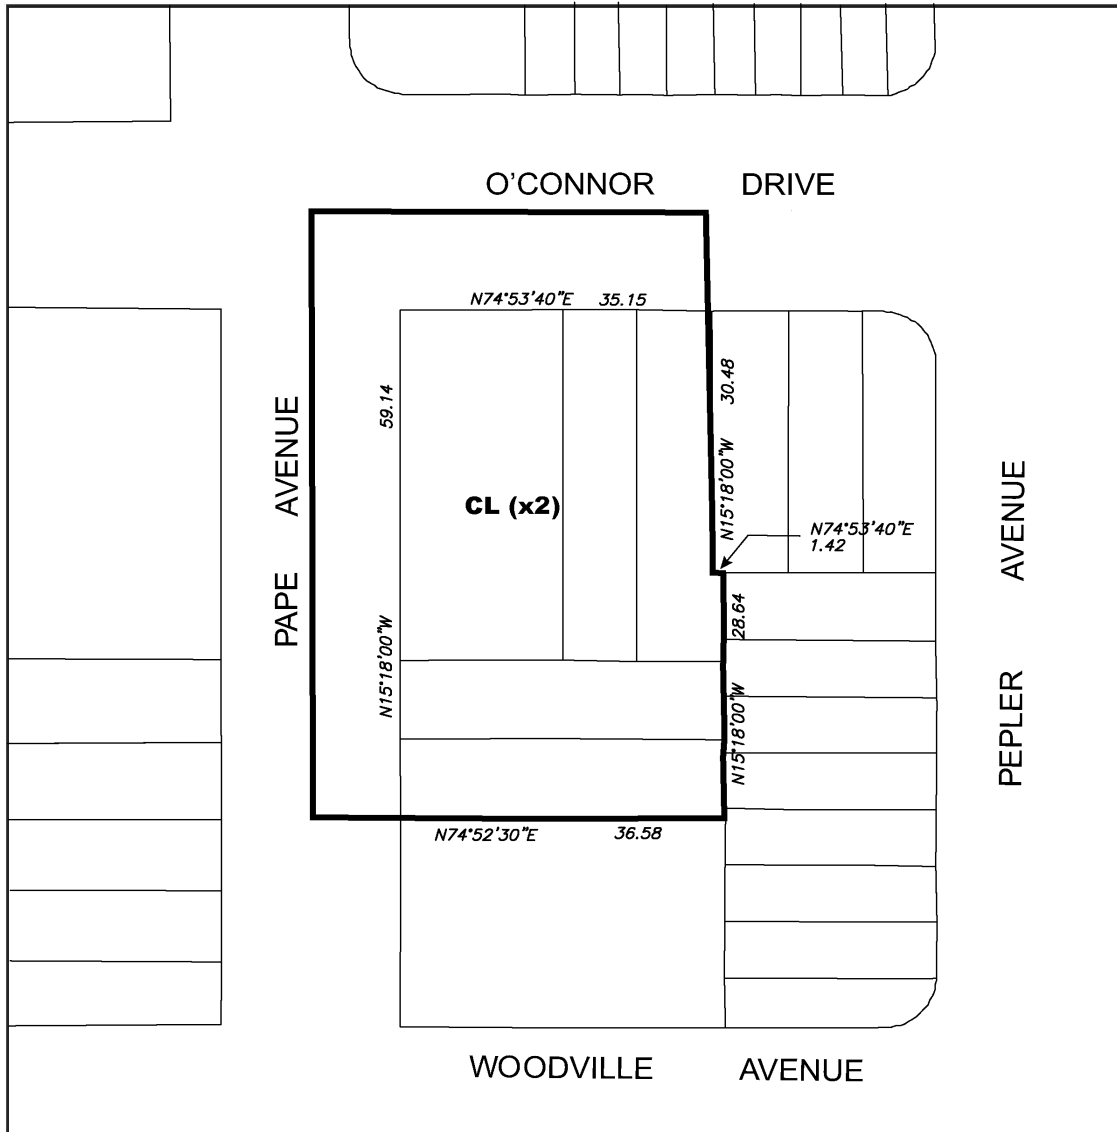 O'CONNOR DRIVE
N74°53'40"E 35.15
59.14
30.48
PAPE AVENUE
N15°18'00"W
CL (x2)
N74°53'40"E
1.42
AVENUE
28.64
N15°18'00"W
PEPLER
N15°18'00"W
N74°52'30"E 36.58
WOODVILLE AVENUE